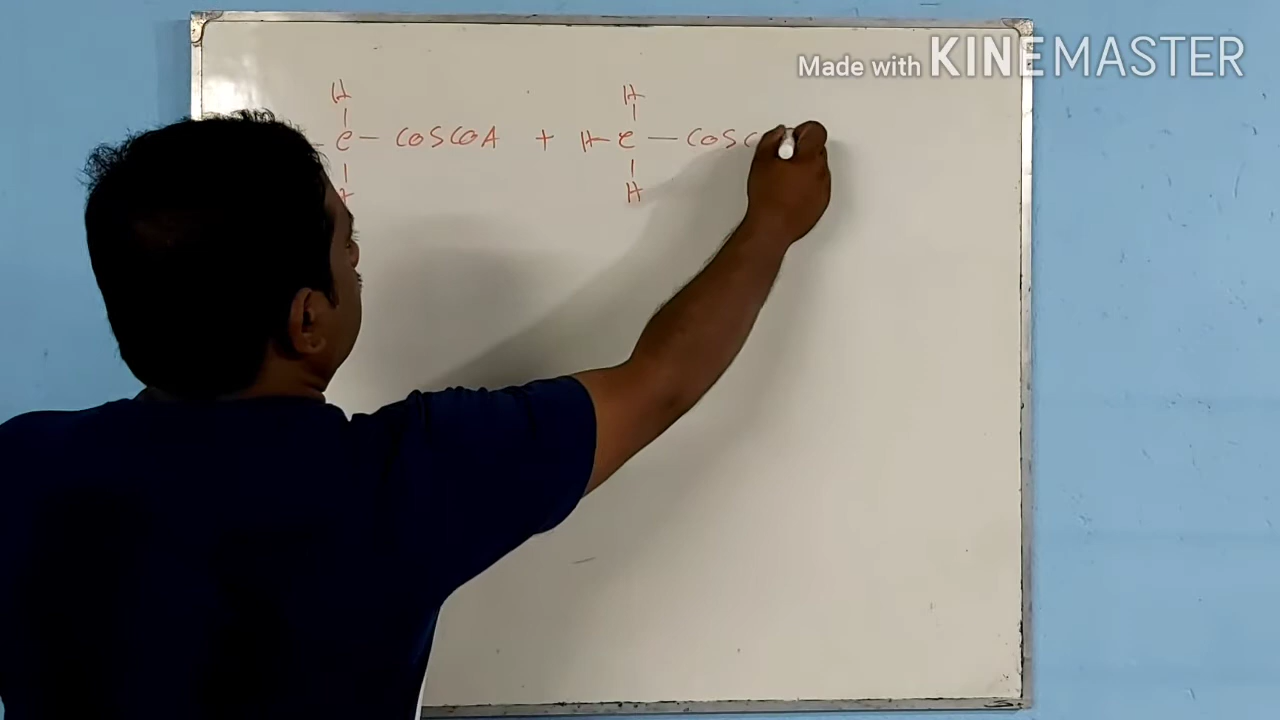 Made with KINEMASTER
H H
C – COSCOA + H – C – COSC
H H